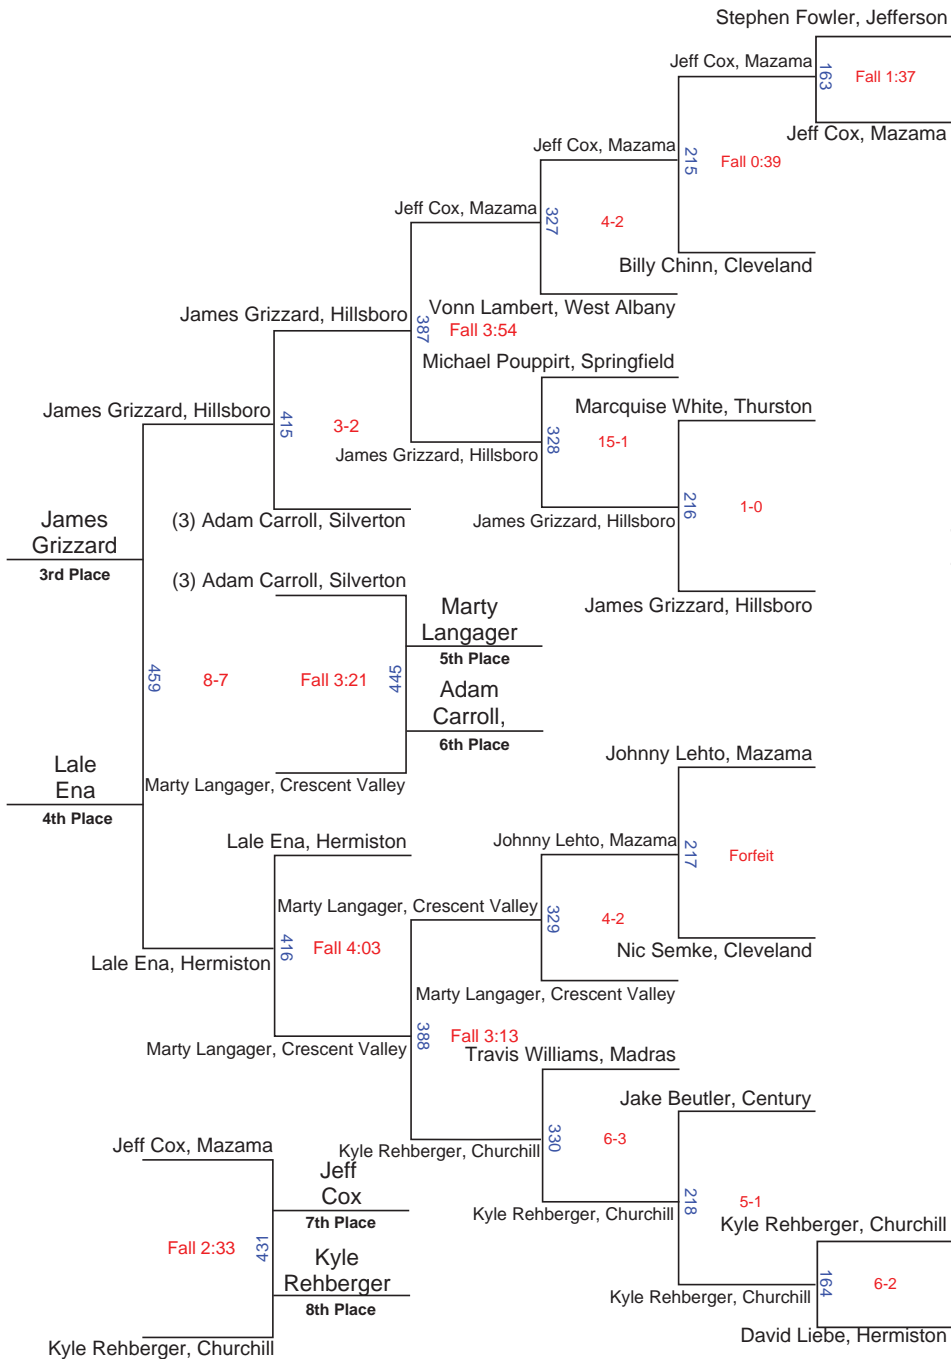 Stephen Fowler, Jefferson
Jeff Cox, Mazama
163
Fall 1:37
Jeff Cox, Mazama
Jeff Cox, Mazama
215
Fall 0:39
Jeff Cox, Mazama
327
4-2
Billy Chinn, Cleveland
Vonn Lambert, West Albany
James Grizzard, Hillsboro
387
Fall 3:54
Michael Pouppirt, Springfield
Marcquise White, Thurston
James Grizzard, Hillsboro
415
3-2
328
15-1
James Grizzard, Hillsboro
216
1-0
James Grizzard, Hillsboro
(3) Adam Carroll, Silverton
James
Grizzard
3rd Place
(3) Adam Carroll, Silverton
James Grizzard, Hillsboro
Marty
Langager
5th Place
459
8-7
Fall 3:21
445
Adam
Carroll,
6th Place
Lale
Ena
4th Place
Marty Langager, Crescent Valley
Johnny Lehto, Mazama
Lale Ena, Hermiston
Johnny Lehto, Mazama
217
Forfeit
Marty Langager, Crescent Valley
329
4-2
416
Fall 4:03
Nic Semke, Cleveland
Lale Ena, Hermiston
Marty Langager, Crescent Valley
388
Fall 3:13
Marty Langager, Crescent Valley
Travis Williams, Madras
Jake Beutler, Century
Kyle Rehberger, Churchill
330
6-3
Jeff Cox, Mazama
Jeff
Cox
7th Place
218
5-1
Kyle Rehberger, Churchill
Kyle Rehberger, Churchill
Fall 2:33
431
Kyle
Rehberger
8th Place
Kyle Rehberger, Churchill
164
6-2
David Liebe, Hermiston
Kyle Rehberger, Churchill